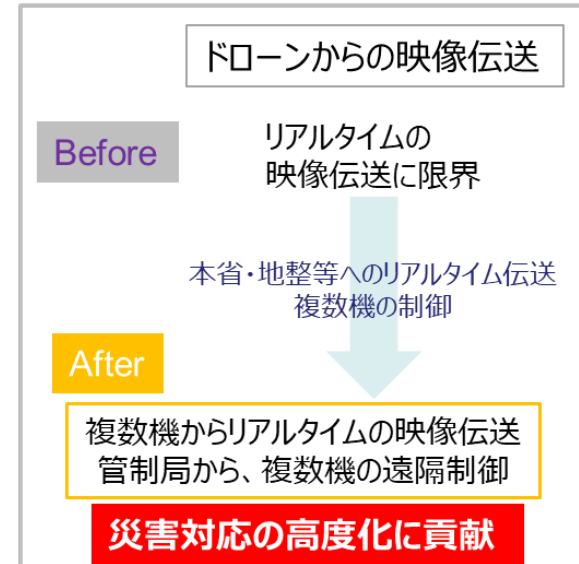 ドローンからの映像伝送
Before
リアルタイムの
映像伝送に限界
本省・地整等へのリアルタイム伝送
複数機の制御
After
複数機からリアルタイムの映像伝送
管制局から、複数機の遠隔制御
災害対応の高度化に貢献